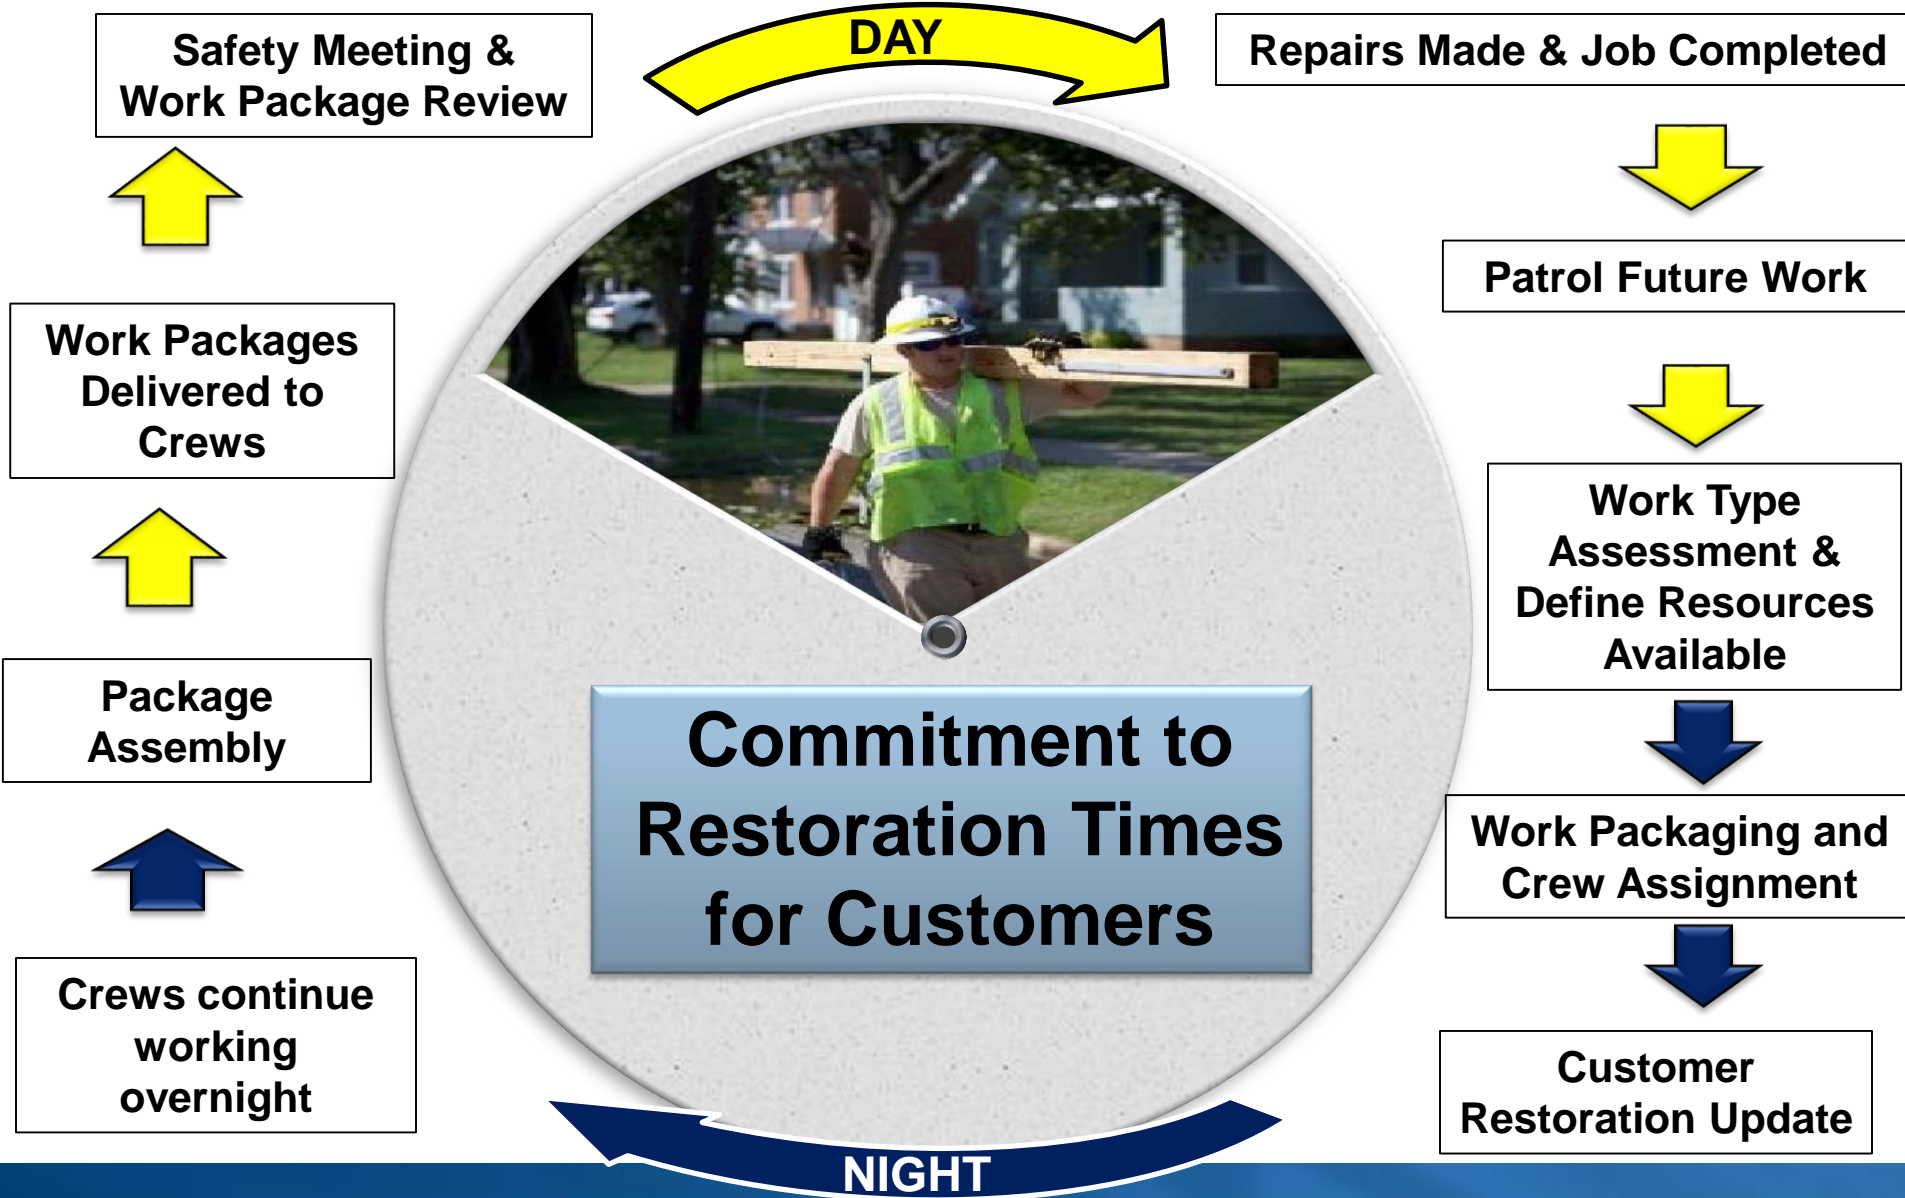 DAY
Safety Meeting &
Work Package Review
Repairs Made & Job Completed
Patrol Future Work
Work Type
Assessment &
Define Resources
Available
Work Packaging and
Crew Assignment
Customer
Restoration Update
NIGHT
Crews continue
working
overnight
Package
Assembly
Work Packages
Delivered to
Crews
Commitment to
Restoration Times
for Customers